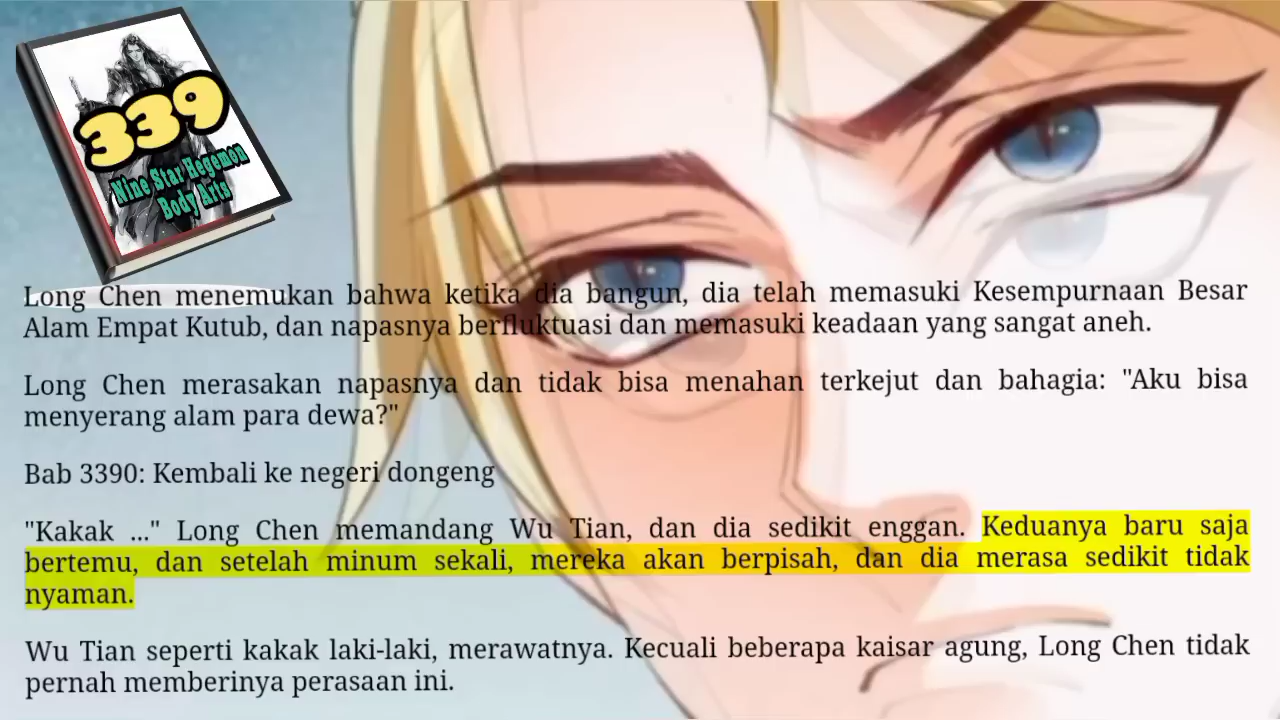 339
Nine Star Hegemon
Body Arts
Long Chen menemukan bahwa ketika dia bangun, dia telah memasuki Kesempurnaan Besar
Alam Empat Kutub, dan napasnya berfluktuasi dan memasuki keadaan yang sangat aneh.
Long Chen merasakan napasnya dan tidak bisa menahan terkejut dan bahagia: "Aku bisa
menyerang alam para dewa?"
Bab 3390: Kembali ke negeri dongeng
"Kakak ..." Long Chen memandang Wu Tian, dan dia sedikit enggan. Keduanya baru saja
bertemu, dan setelah minum sekali, mereka akan berpisah, dan dia merasa sedikit tidak
nyaman.
Wu Tian seperti kakak laki-laki, merawatnya. Kecuali beberapa kaisar agung, Long Chen tidak
pernah memberinya perasaan ini.